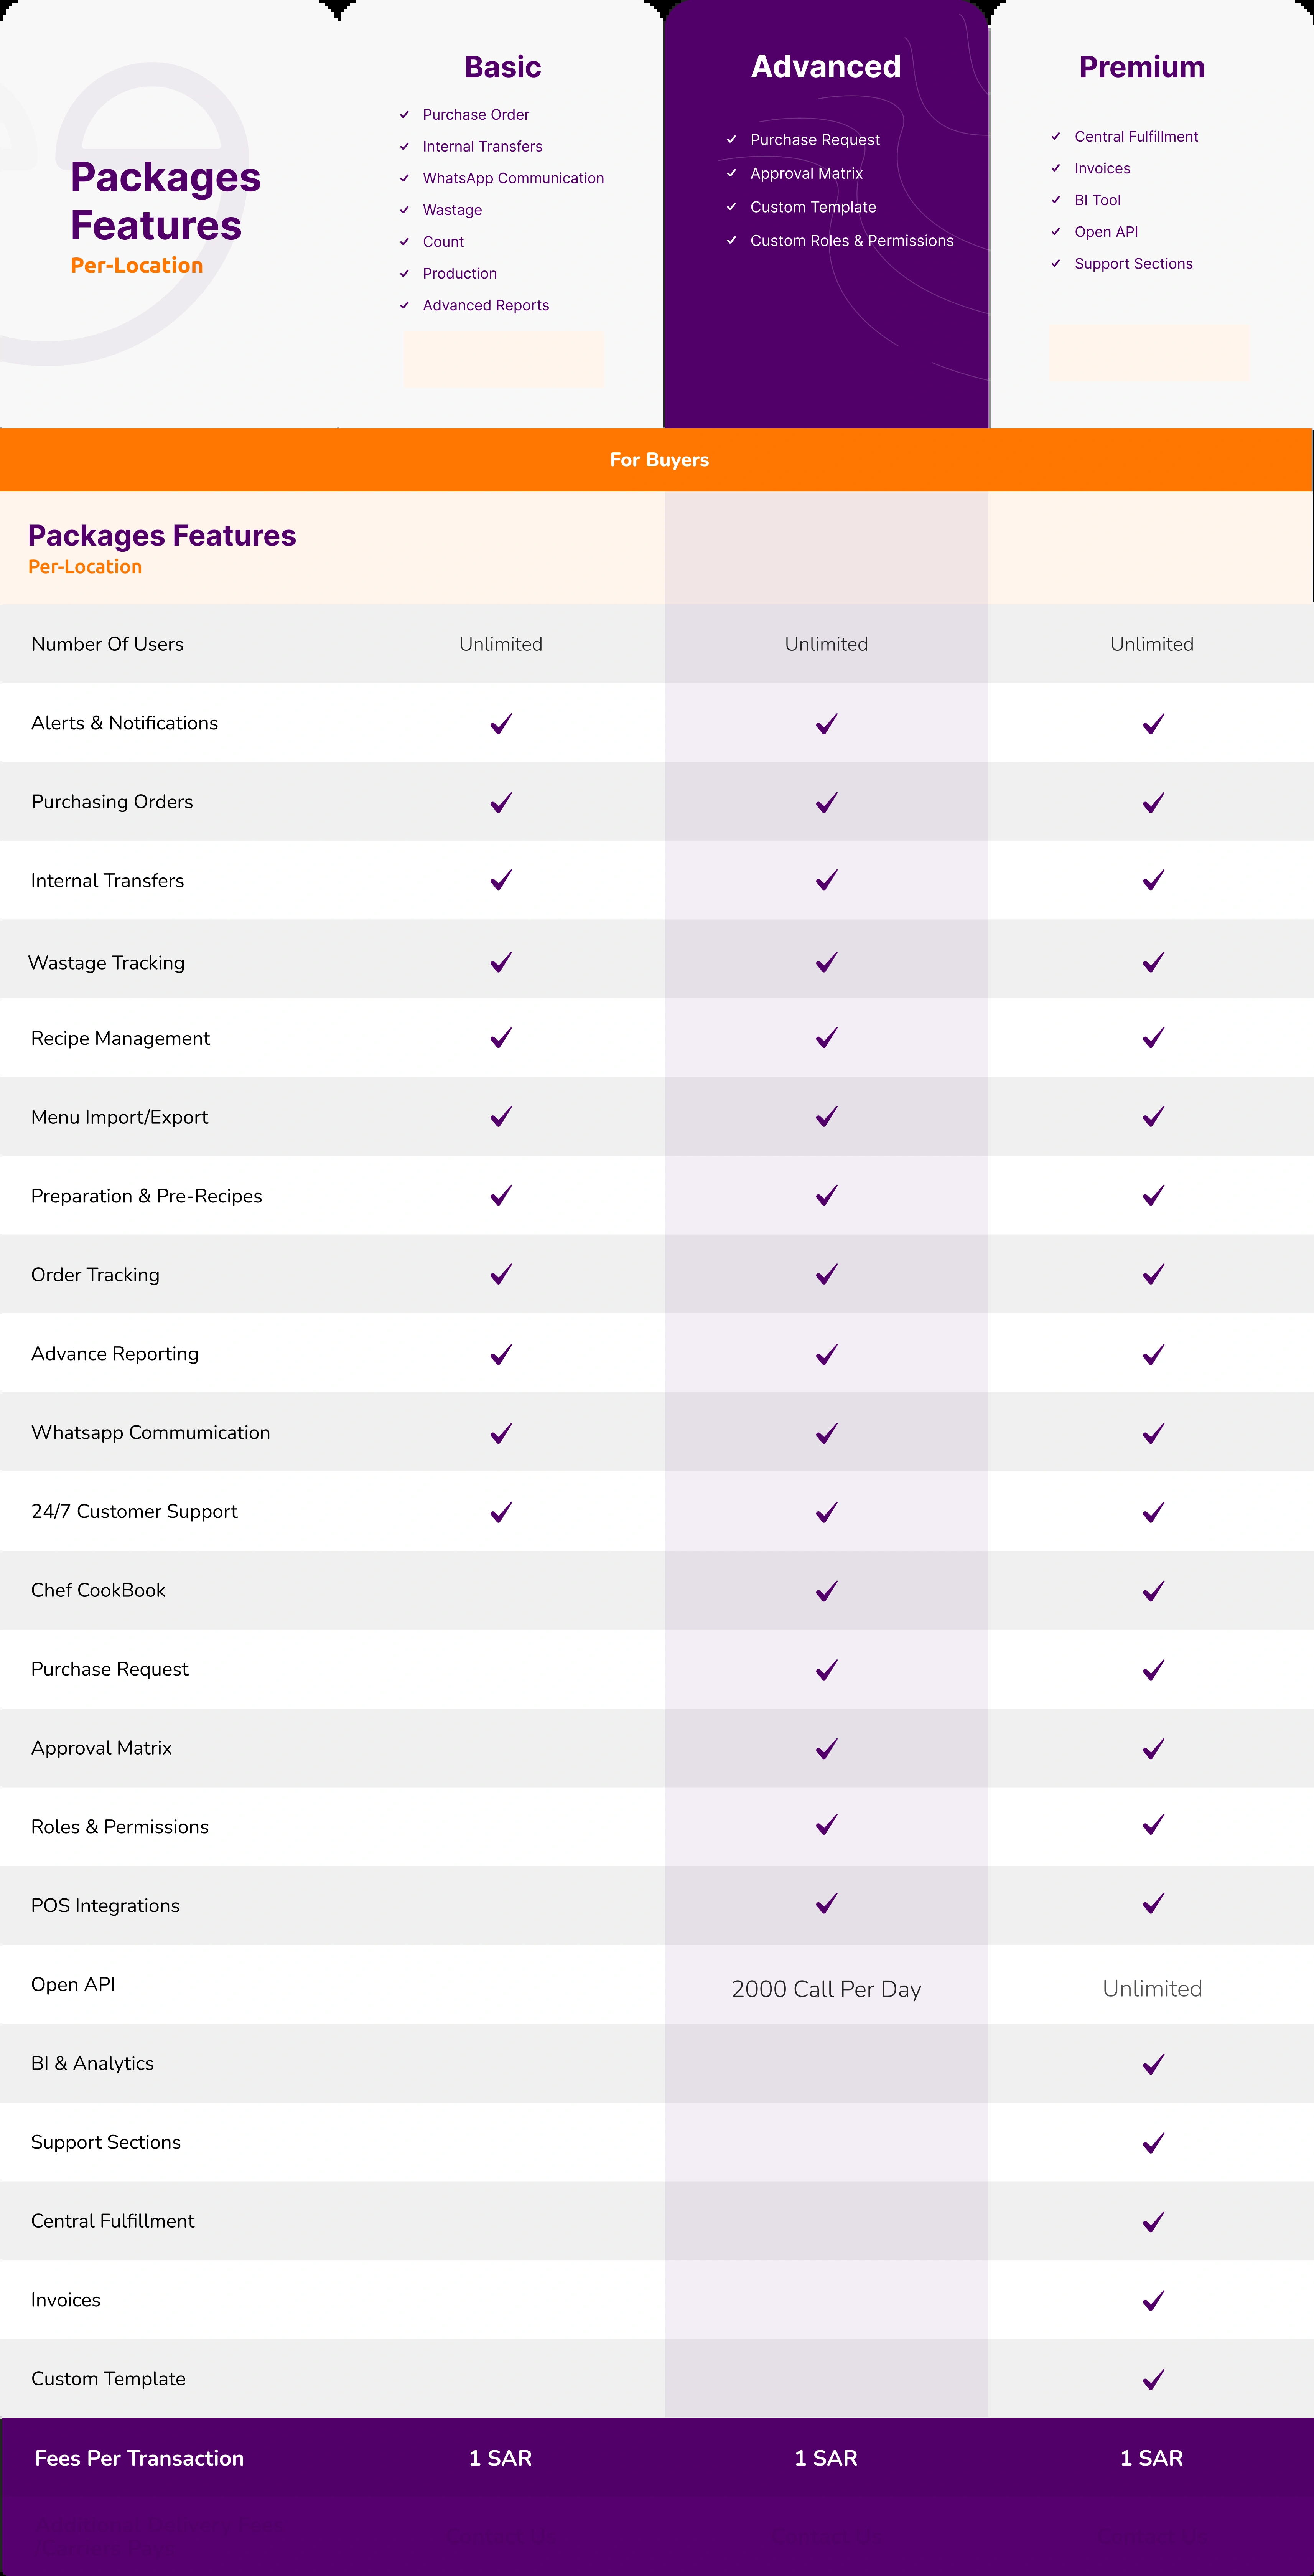 Packages
Features
Per-Location
Basic
Purchase Order
Internal Transfers
WhatsApp Communication
Wastage
Count
Production
Advanced Reports
Advanced
Purchase Request
Approval Matrix
Custom Template
Custom Roles & Permissions
Premium
Central Fulfillment
Invoices
BI Tool
Open API
Support Sections
For Buyers
Packages Features
Per-Location
Number Of Users Unlimited Unlimited Unlimited
Alerts & Notifications
Purchasing Orders
Internal Transfers
Wastage Tracking
Recipe Management
Menu Import/Export
Preparation & Pre-Recipes
Order Tracking
Advance Reporting
Whatsapp Commumication
24/7 Customer Support
Chef CookBook
Purchase Request
Approval Matrix
Roles & Permissions
POS Integrations
Open API 2000 Call Per Day Unlimited
BI & Analytics
Support Sections
Central Fulfillment
Invoices
Custom Template
Fees Per Transaction 1 SAR 1 SAR 1 SAR